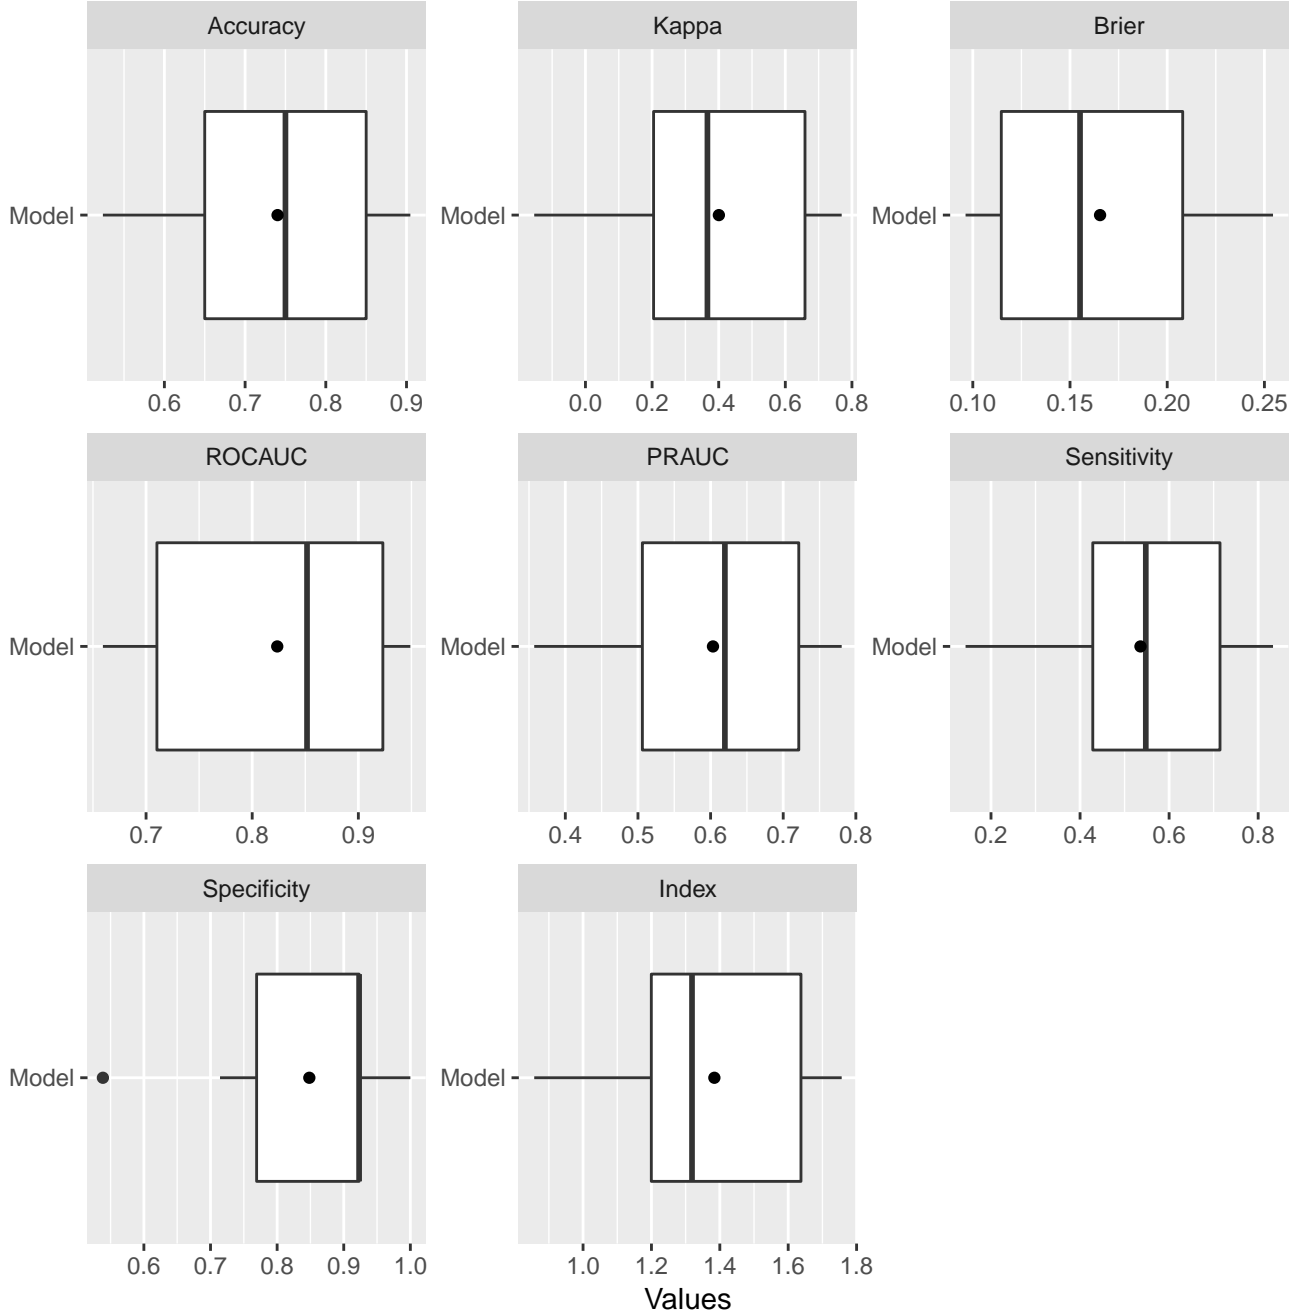 Accuracy Kappa Brier
Model Model Model
0.6 0.7 0.8 0.9 0.0 0.2 0.4 0.6 0.8 0.10 0.15 0.20 0.25
ROCAUC PRAUC Sensitivity
Model Model Model
0.7 0.8 0.9 0.4 0.5 0.6 0.7 0.8 0.2 0.4 0.6 0.8
Specificity Index
Model Model
0.6 0.7 0.8 0.9 1.0 1.0 1.2 1.4 1.6 1.8
Values